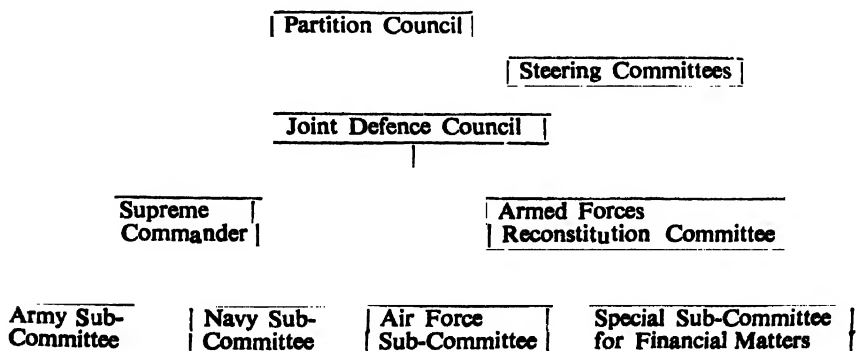 Partition Council
Steering Committees
Joint Defence Council
Supreme
Commander
Armed Forces
Reconstitution Committee
Army Sub-
Committee
Navy Sub-
Committee
Air Force
Sub-Committee
Special Sub-Committee
for Financial Matters